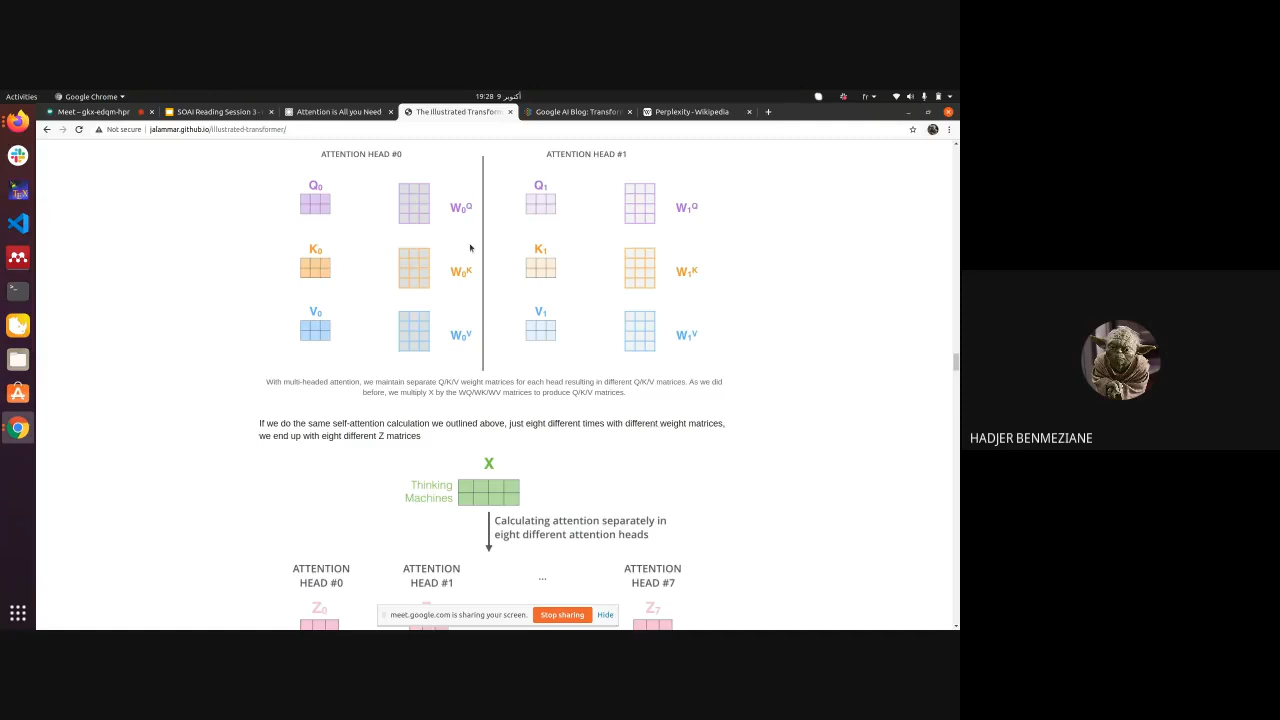 Activities
Google Chrome
19:28 9 أكتوبر
fr
Meet – gkx-edqm-hpr
SOAI Reading Session 3 -
Attention is All you Need
The Illustrated Transform
Google AI Blog: Transfor
Perplexity - Wikipedia
Not secure
jalammar.github.io/illustrated-transformer/
ATTENTION HEAD #0
ATTENTION HEAD #1
Q0
W0Q
Q1
W1Q
K0
W0K
K1
W1K
V0
W0V
V1
W1V
With multi-headed attention, we maintain separate Q/K/V weight matrices for each head resulting in different Q/K/V matrices. As we did
before, we multiply X by the WQ/WK/WV matrices to produce Q/K/V matrices.
If we do the same self-attention calculation we outlined above, just eight different times with different weight matrices,
we end up with eight different Z matrices
X
Thinking
Machines
Calculating attention separately in
eight different attention heads
ATTENTION
HEAD #0
ATTENTION
HEAD #1
...
ATTENTION
HEAD #7
Z0
Z7
meet.google.com is sharing your screen.
Stop sharing
Hide
HADJER BENMEZIANE